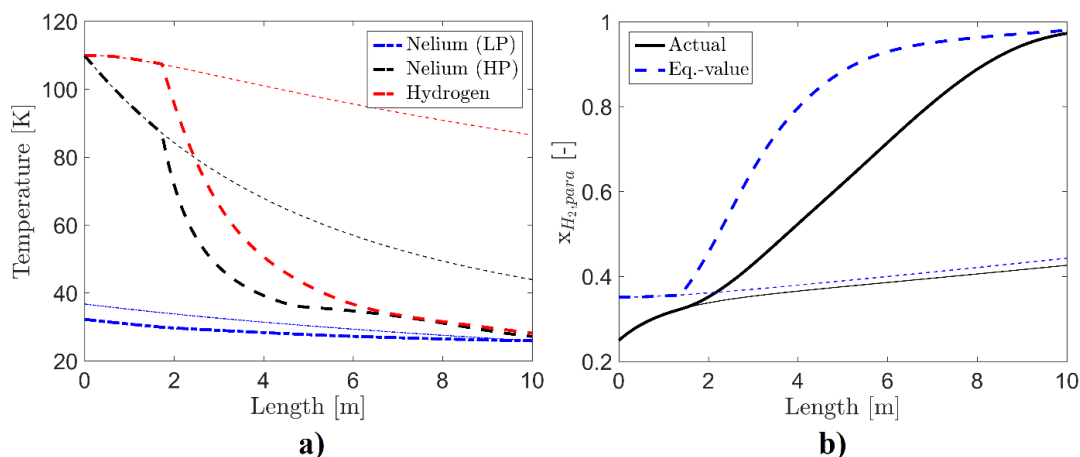 120
100
80
60
40
20
Temperature [K]
0
2
4
6
8
10
Length [m]
Nelium (LP)
Nelium (HP)
Hydrogen
a)
1
0.8
0.6
0.4
0.2
x_{H_2,para} [-]
0
2
4
6
8
10
Length [m]
Actual
Eq.-value
b)